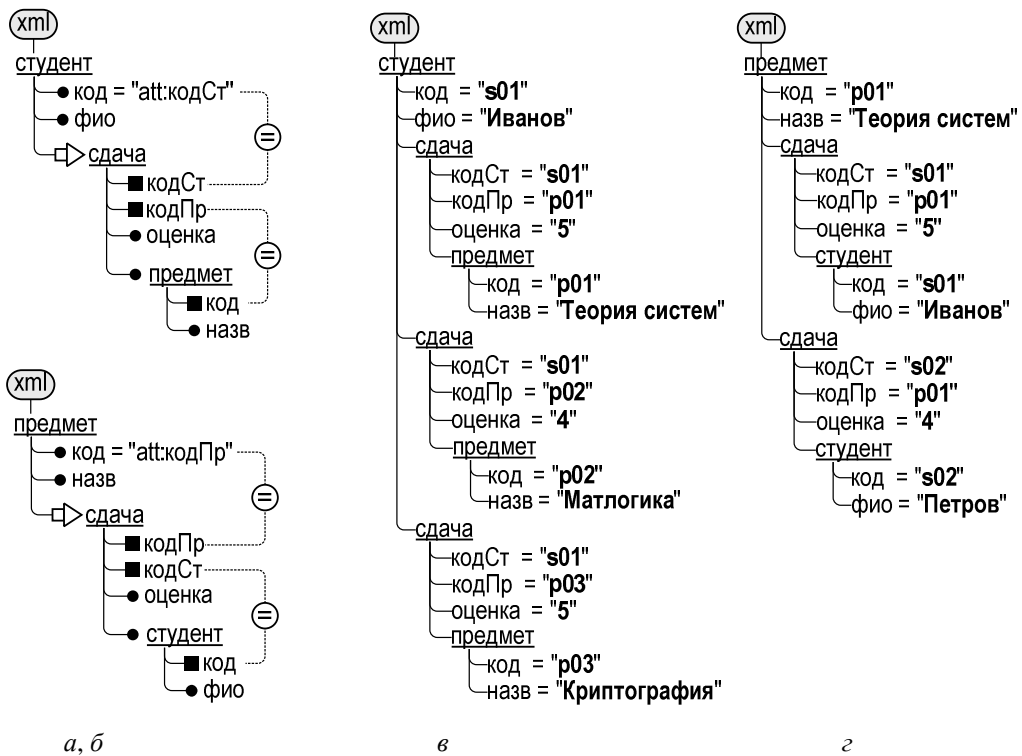 xml
студент
код = "att:кодСт"
=
фио
сдача
кодСт
кодПр
=
оценка
предмет
код
назв
xml
предмет
код = "att:кодПр"
=
назв
сдача
кодПр
кодСт
=
оценка
студент
код
фио
а, б
xml
студент
код = "s01"
фио = "Иванов"
сдача
кодСт = "s01"
кодПр = "p01"
оценка = "5"
предмет
код = "p01"
назв = "Теория систем"
сдача
кодСт = "s01"
кодПр = "p02"
оценка = "4"
предмет
код = "p02"
назв = "Матлогика"
сдача
кодСт = "s01"
кодПр = "p03"
оценка = "5"
предмет
код = "p03"
назв = "Криптография"
в
xml
предмет
код = "p01"
назв = "Теория систем"
сдача
кодСт = "s01"
кодПр = "p01"
оценка = "5"
студент
код = "s01"
фио = "Иванов"
сдача
кодСт = "s02"
кодПр = "p01"
оценка = "4"
студент
код = "s02"
фио = "Петров"
г